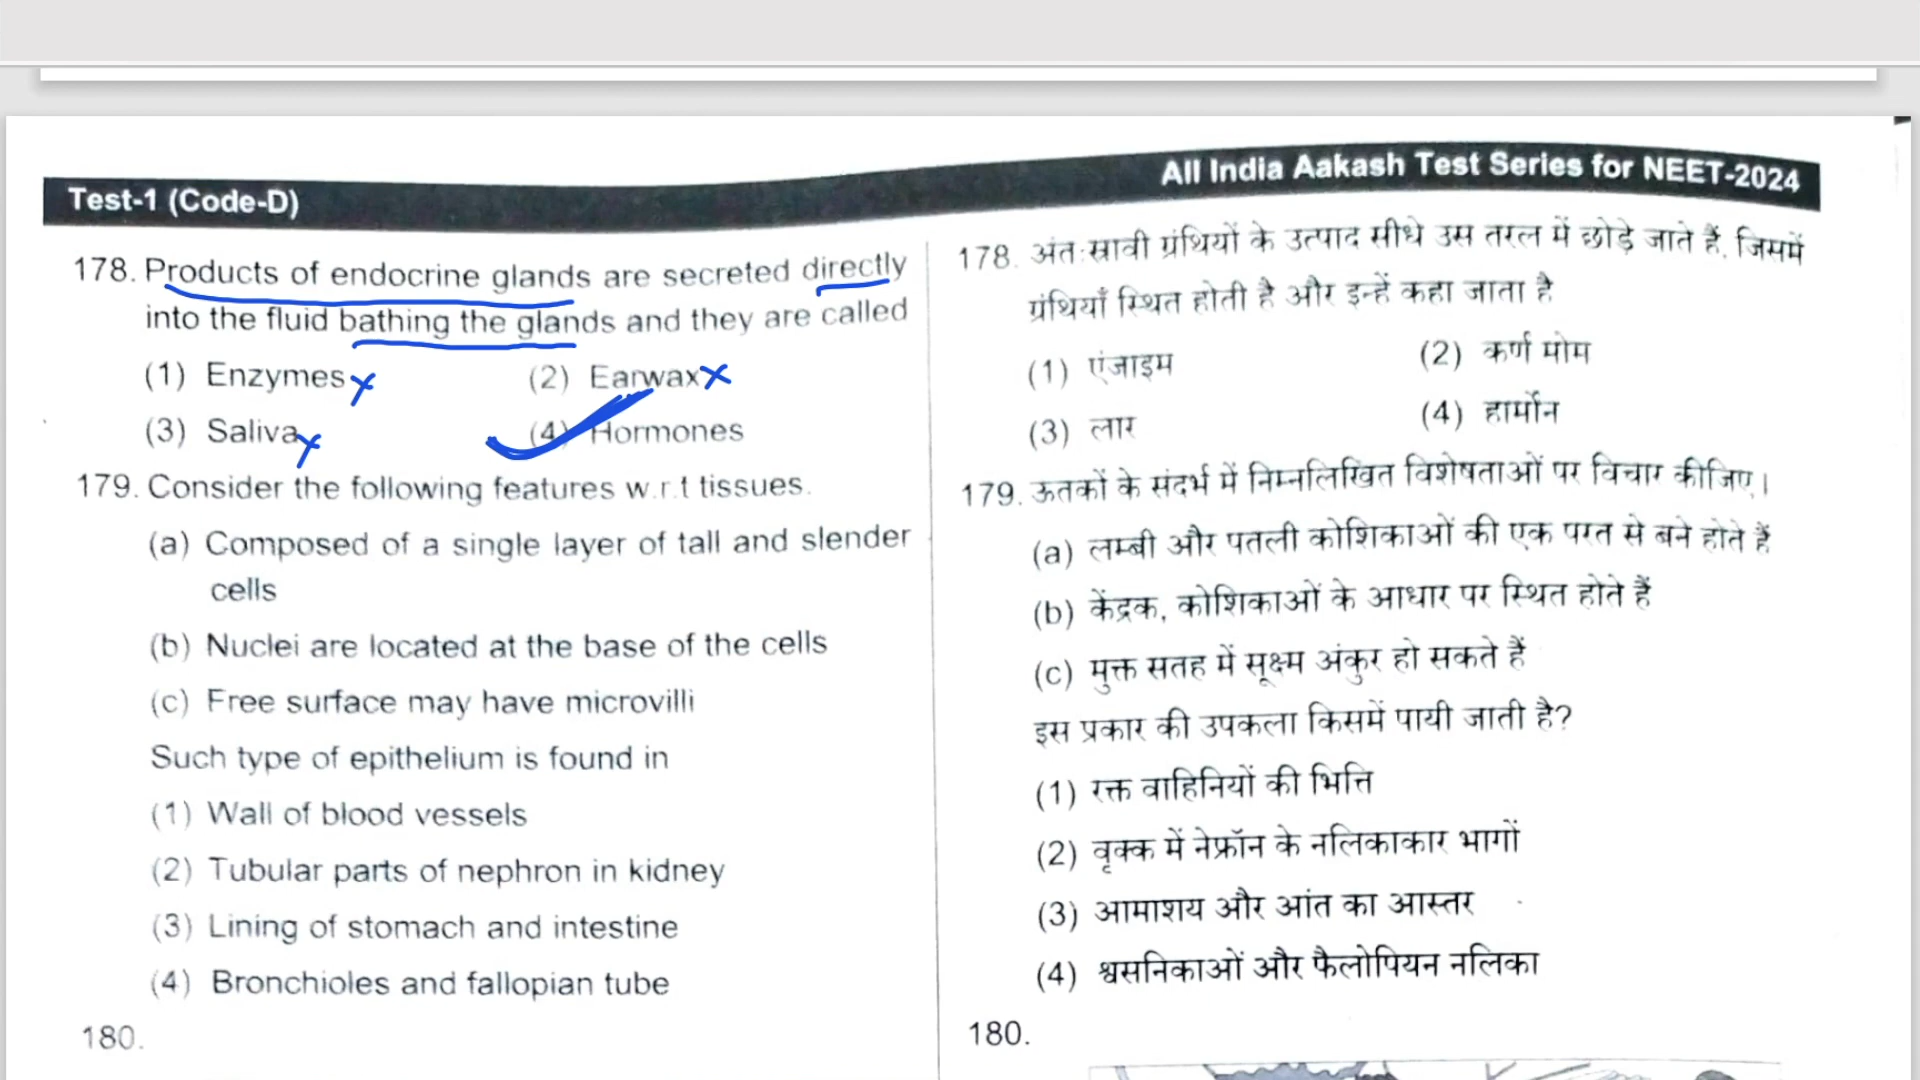 Test-1 (Code-D)
All India Aakash Test Series for NEET-2024
178. Products of endocrine glands are secreted directly
into the fluid bathing the glands and they are called
(1) Enzymes
(2) Earwax
(3) Saliva
(4) Hormones
179. Consider the following features w.r.t tissues.
(a) Composed of a single layer of tall and slender
cells
(b) Nuclei are located at the base of the cells
(c) Free surface may have microvilli
Such type of epithelium is found in
(1) Wall of blood vessels
(2) Tubular parts of nephron in kidney
(3) Lining of stomach and intestine
(4) Bronchioles and fallopian tube
180.
178. अंतःस्रावी ग्रंथियों के उत्पाद सीधे उस तरल में छोड़े जाते हैं, जिसमें
ग्रंथियाँ स्थित होती है और इन्हें कहा जाता है
(1) एंजाइम
(2) कर्ण मोम
(3) लार
(4) हार्मोन
179. ऊतकों के संदर्भ में निम्नलिखित विशेषताओं पर विचार कीजिए।
(a) लम्बी और पतली कोशिकाओं की एक परत से बने होते हैं
(b) केंद्रक, कोशिकाओं के आधार पर स्थित होते हैं
(c) मुक्त सतह में सूक्ष्म अंकुर हो सकते हैं
इस प्रकार की उपकला किसमें पायी जाती है?
(1) रक्त वाहिनियों की भित्ति
(2) वृक्क में नेफ्रॉन के नलिकाकार भागों
(3) आमाशय और आंत का आस्तर
(4) श्वसनिकाओं और फैलोपियन नलिका
180.